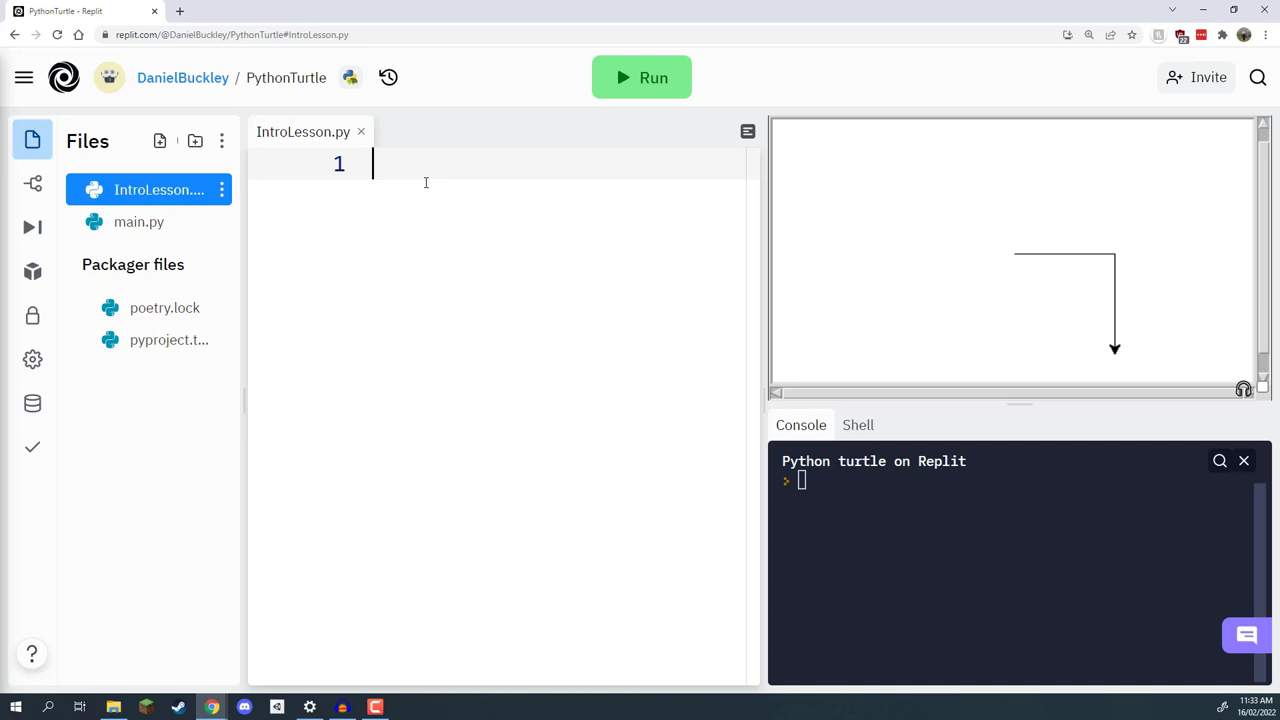 PythonTurtle - Replit
replit.com/@DanielBuckley/PythonTurtle#IntroLesson.py
22
DanielBuckley / PythonTurtle
Run
Invite
Files
IntroLesson.py
1
IntroLesson....
main.py
Packager files
poetry.lock
pyproject.t...
Console
Shell
Python turtle on Replit
>
?
11:33 AM
16/02/2022